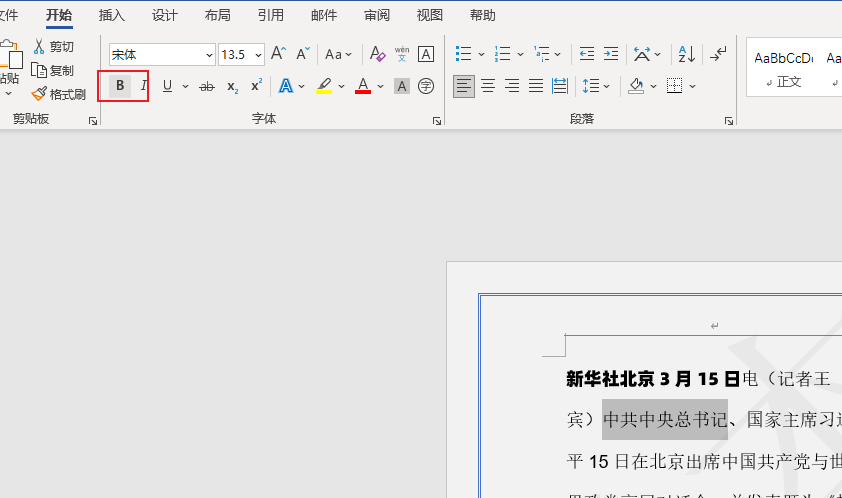 文件 开始 插入 设计 布局 引用 邮件 审阅 视图 帮助
粘贴 剪切
复制
格式刷
剪贴板
宋体 13.5 A A Aa A wén 文 A
B I U ab x₂ x² A A A 字
字体
A Z
段落
AaBbCcD
正文
新华社北京 3 月 15 日电（记者王
宾）中共中央总书记、国家主席习近
平 15 日在北京出席中国共产党与世